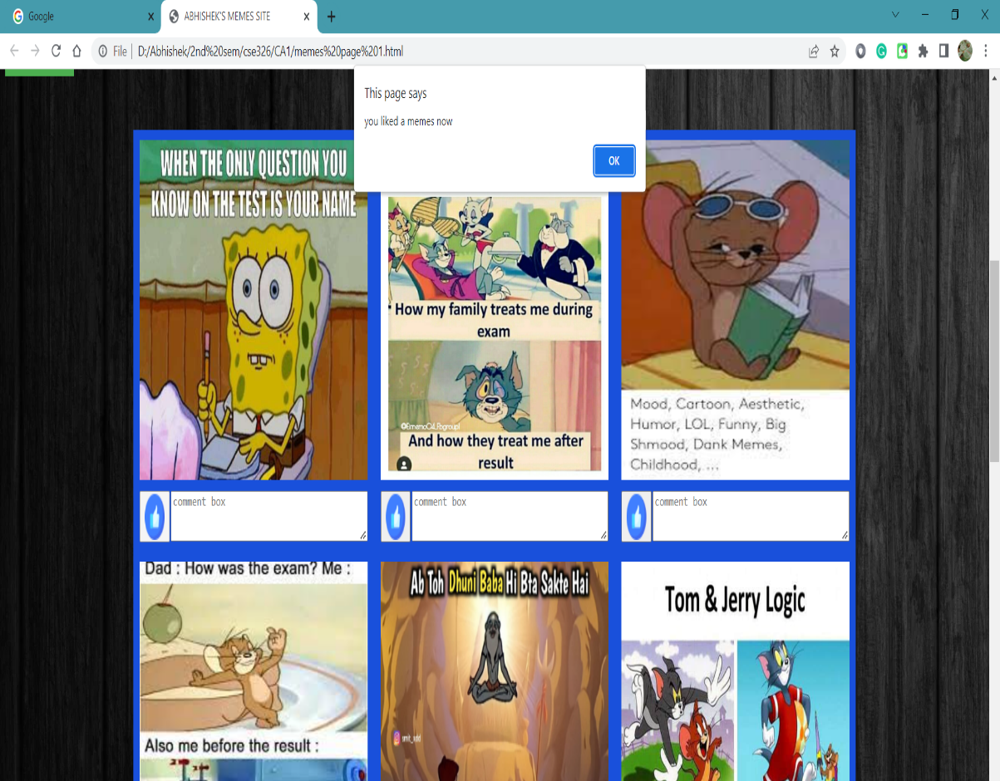 Google
ABHISHEK'S MEMES SITE
File
D:/Abhishek/2nd%20sem/cse326/CA1/memes%20page%201.html
This page says
you liked a memes now
OK
WHEN THE ONLY QUESTION YOU
KNOW ON THE TEST IS YOUR NAME
How my family treats me during
exam
And how they treat me after
result
Mood, Cartoon, Aesthetic,
Humor, LOL, Funny, Big
Shmood, Dank Memes,
Childhood, ...
comment box
comment box
comment box
Dad : How was the exam? Me :
Also me before the result :
Ab Toh Dhuni Baba Hi Bta Sakte Hai
Tom & Jerry Logic